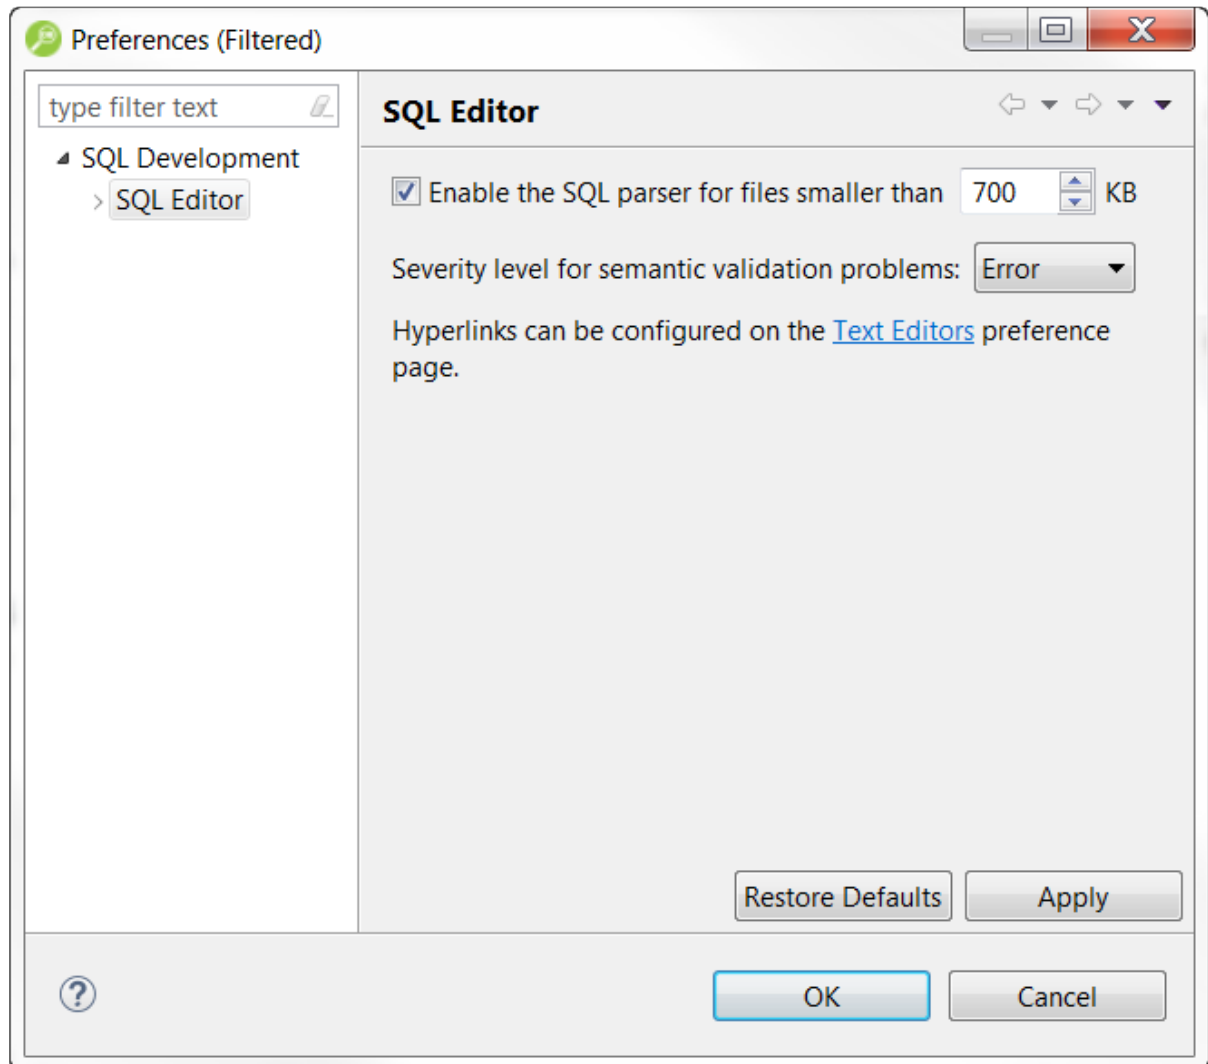 Preferences (Filtered)
type filter text
SQL Development
SQL Editor
SQL Editor
Enable the SQL parser for files smaller than 700 KB
Severity level for semantic validation problems: Error
Hyperlinks can be configured on the Text Editors preference
page.
Restore Defaults Apply
OK Cancel